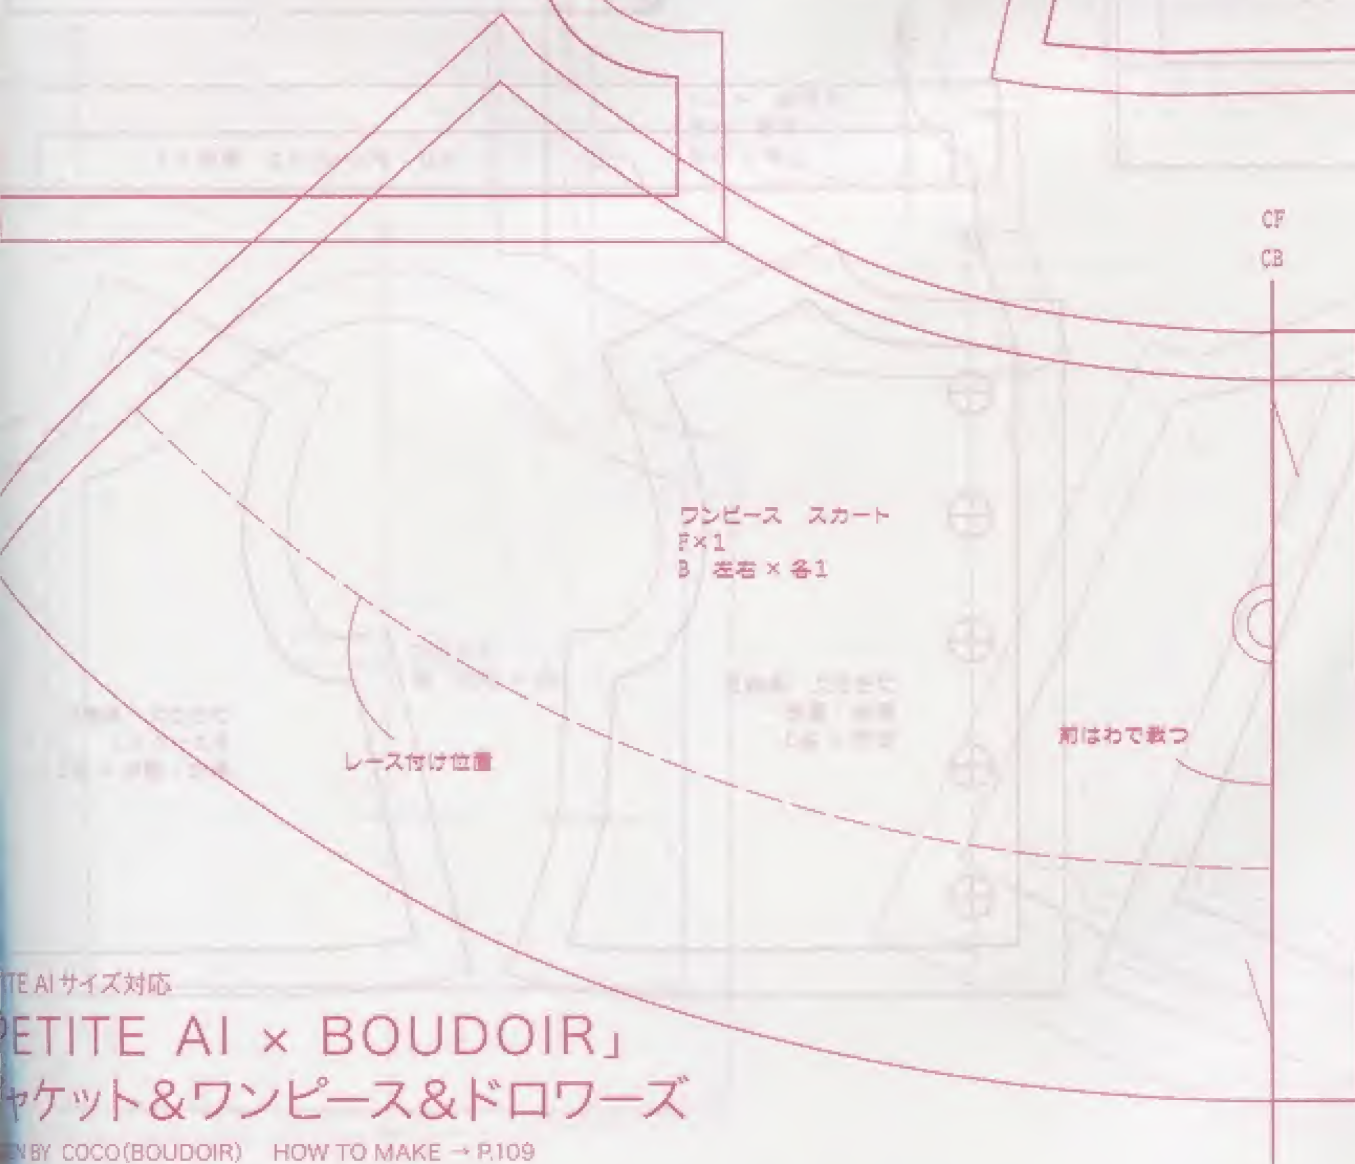 CF
CB
ワンピース スカート
F×1
B 左右×各1
前はわで裁つ
レース付け位置
AIサイズ対応
PETITE AI × BOUDOIR」
ャケット&ワンピース&ドロワーズ
BY COCO(BOUDOIR) HOW TO MAKE → P.109